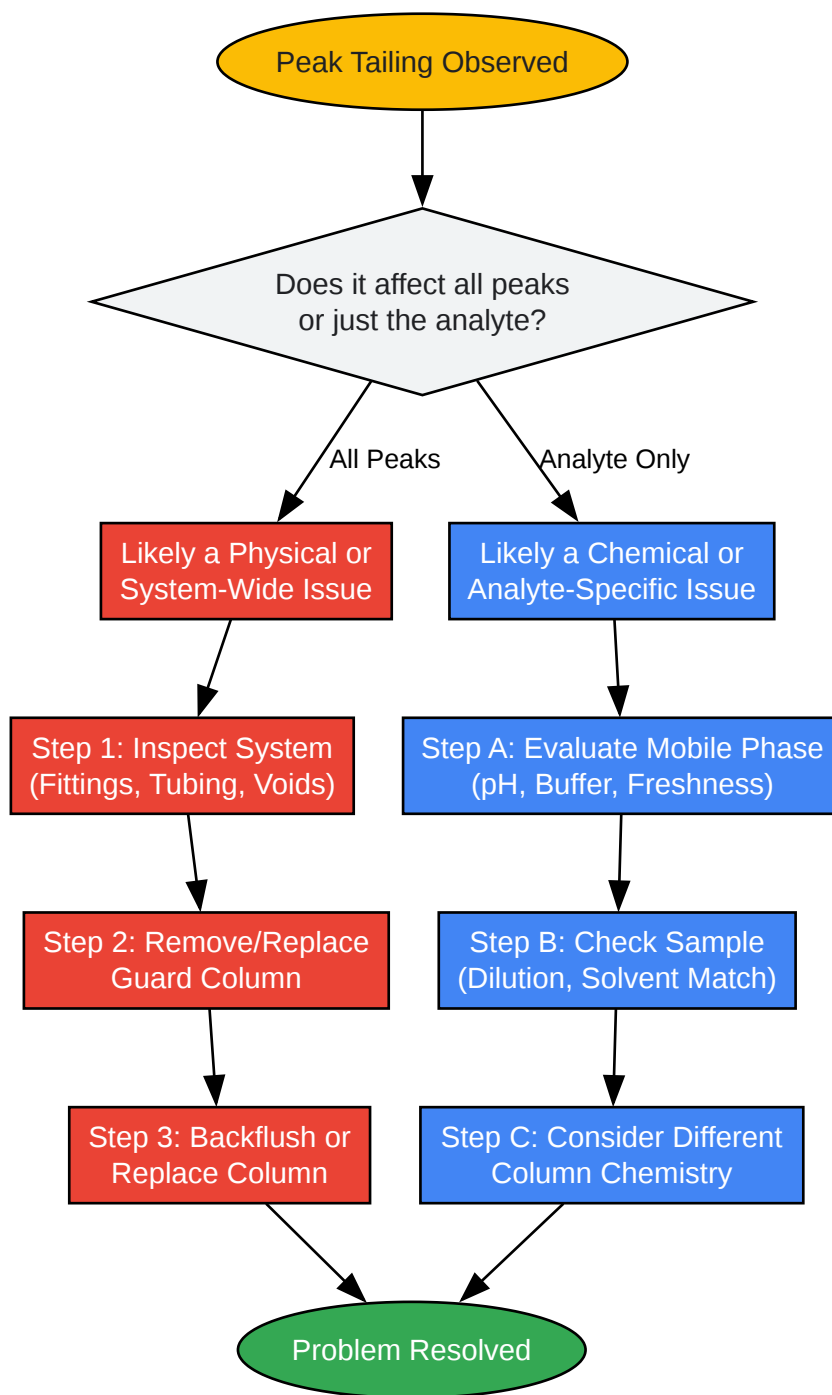 Peak Tailing Observed
Does it affect all peaks
or just the analyte?
All Peaks
Analyte Only
Likely a Physical or
System-Wide Issue
Likely a Chemical or
Analyte-Specific Issue
Step 1: Inspect System
(Fittings, Tubing, Voids)
Step A: Evaluate Mobile Phase
(pH, Buffer, Freshness)
Step 2: Remove/Replace
Guard Column
Step B: Check Sample
(Dilution, Solvent Match)
Step 3: Backflush or
Replace Column
Step C: Consider Different
Column Chemistry
Problem Resolved